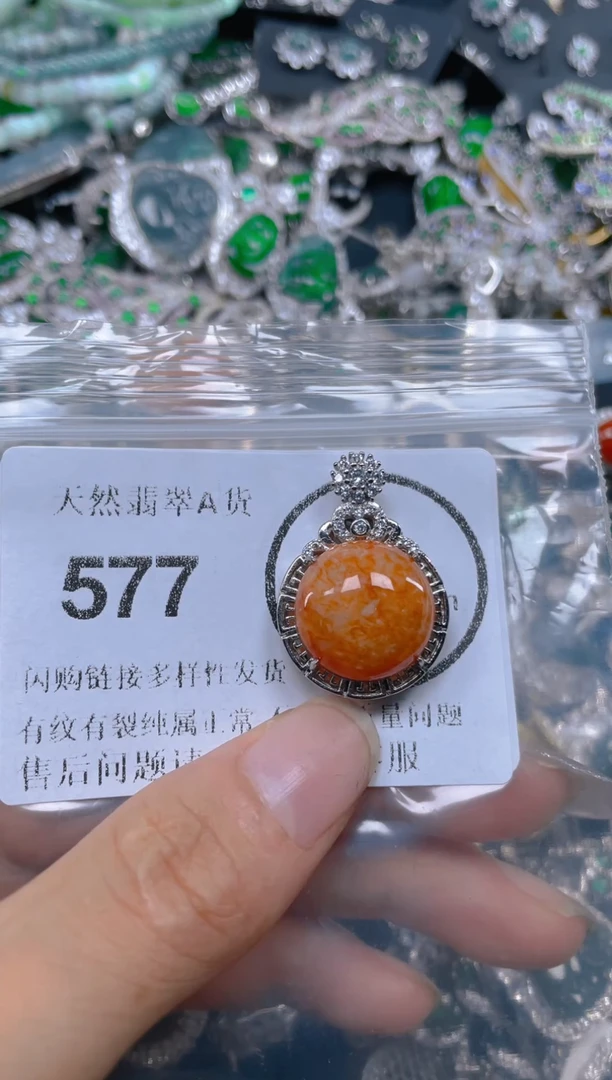 天然翡翠A货
577
闪购链接多样性发货
有纹有裂纯属正常 量问题
售后问题请 服